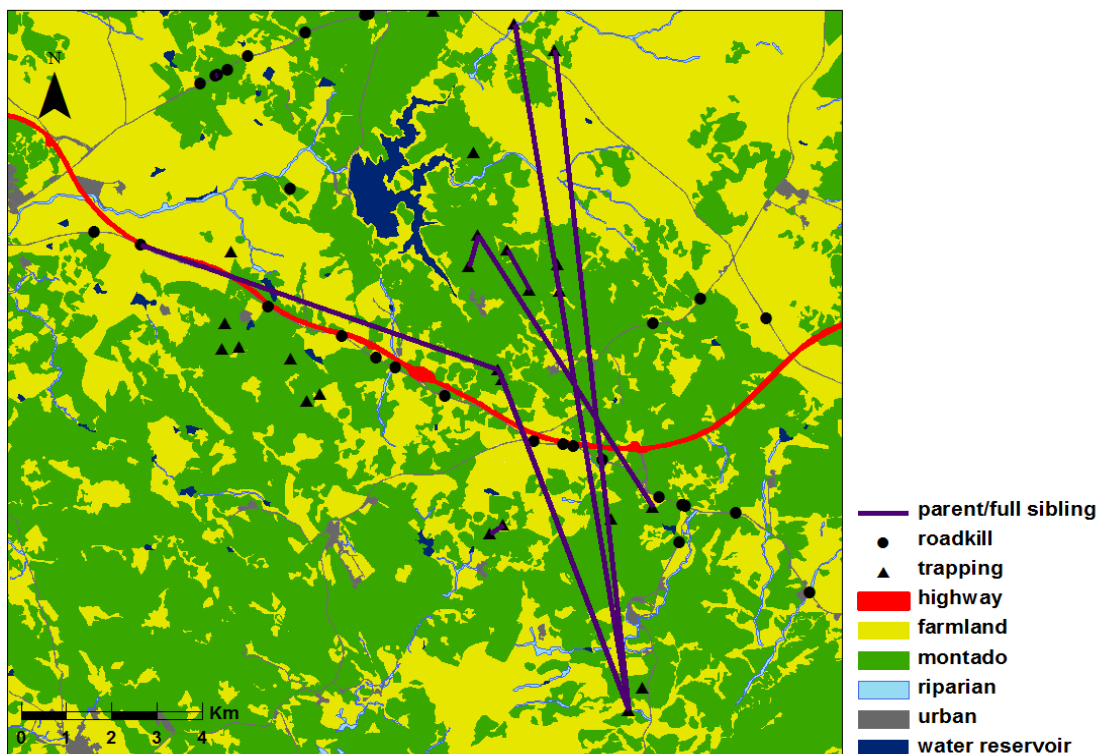 N
Km
0 1 2 3 4
parent/full sibling
roadkill
trapping
highway
farmland
montado
riparian
urban
water reservoir